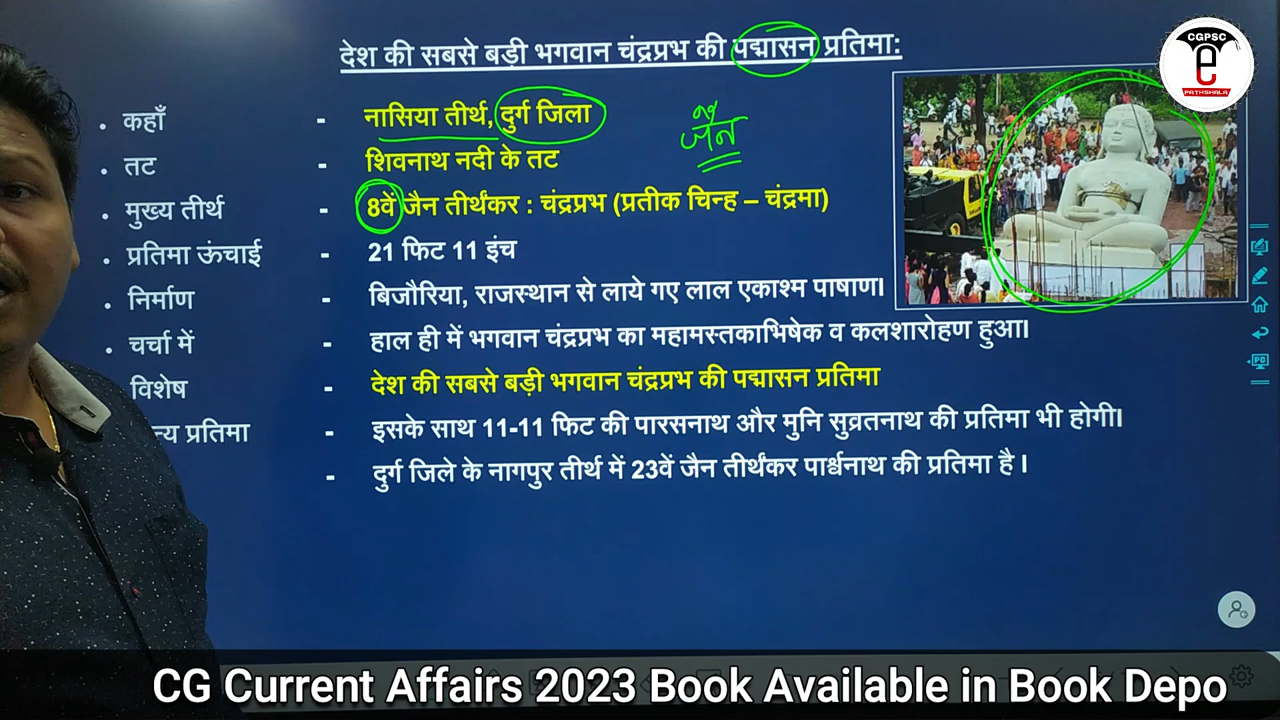 CGPSC
e
PATHSHALA
देश की सबसे बड़ी भगवान चंद्रप्रभ की पद्मासन प्रतिमा:
कहाँ - नासिया तीर्थ, दुर्ग जिला
जैन
तट - शिवनाथ नदी के तट
मुख्य तीर्थ - 8वें जैन तीर्थंकर : चंद्रप्रभ (प्रतीक चिन्ह – चंद्रमा)
प्रतिमा ऊंचाई - 21 फिट 11 इंच
निर्माण - बिजौरिया, राजस्थान से लाये गए लाल एकाश्म पाषाण।
चर्चा में - हाल ही में भगवान चंद्रप्रभ का महामस्तकाभिषेक व कलशारोहण हुआ।
विशेष - देश की सबसे बड़ी भगवान चंद्रप्रभ की पद्मासन प्रतिमा
न्य प्रतिमा - इसके साथ 11-11 फिट की पारसनाथ और मुनि सुव्रतनाथ की प्रतिमा भी होगी।
- दुर्ग जिले के नागपुर तीर्थ में 23वें जैन तीर्थंकर पार्श्वनाथ की प्रतिमा है ।
CG Current Affairs 2023 Book Available in Book Depo